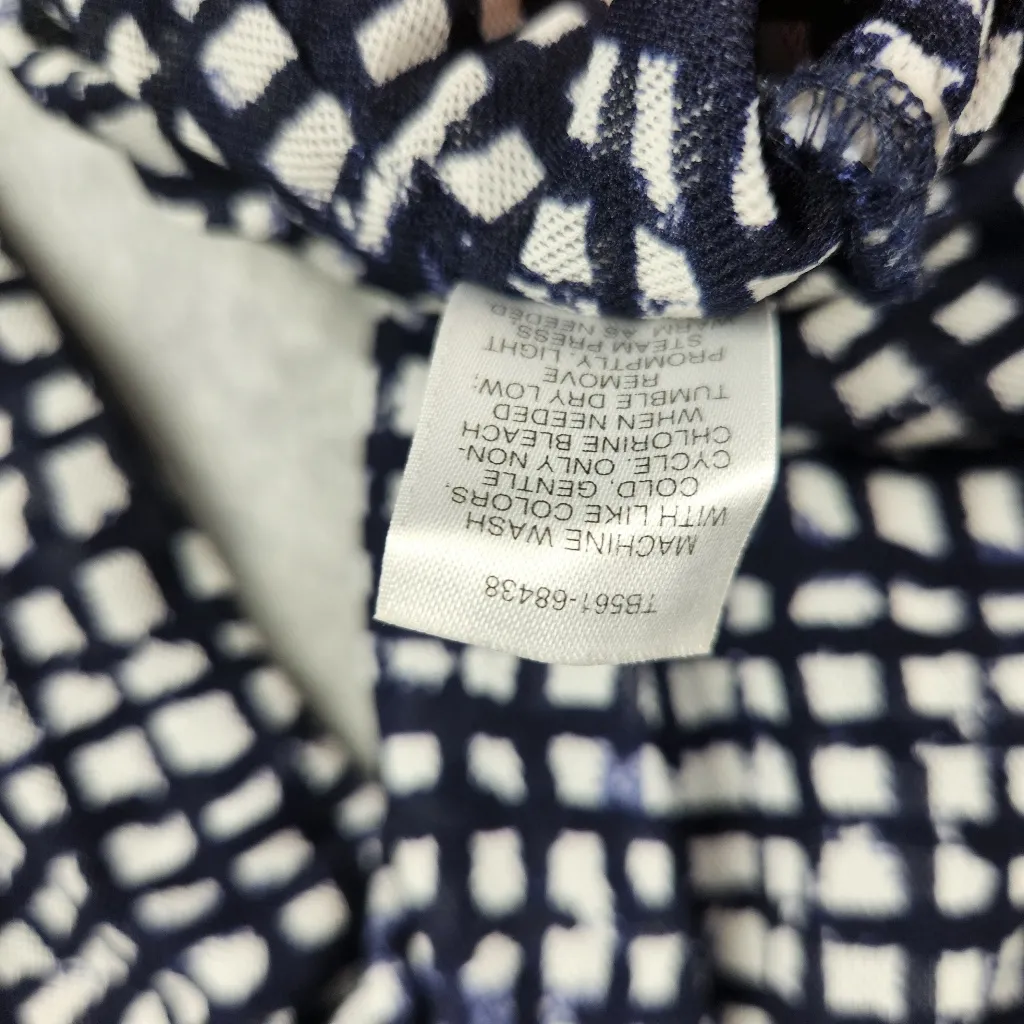 TB561-68438
MACHINE WASH
WITH LIKE COLORS.
COLD. GENTLE
CYCLE. ONLY NON-
CHLORINE BLEACH
WHEN NEEDED
TUMBLE DRY LOW;
REMOVE
PROMPTLY. LIGHT
STEAM PRESS
WARM AS NEEDED